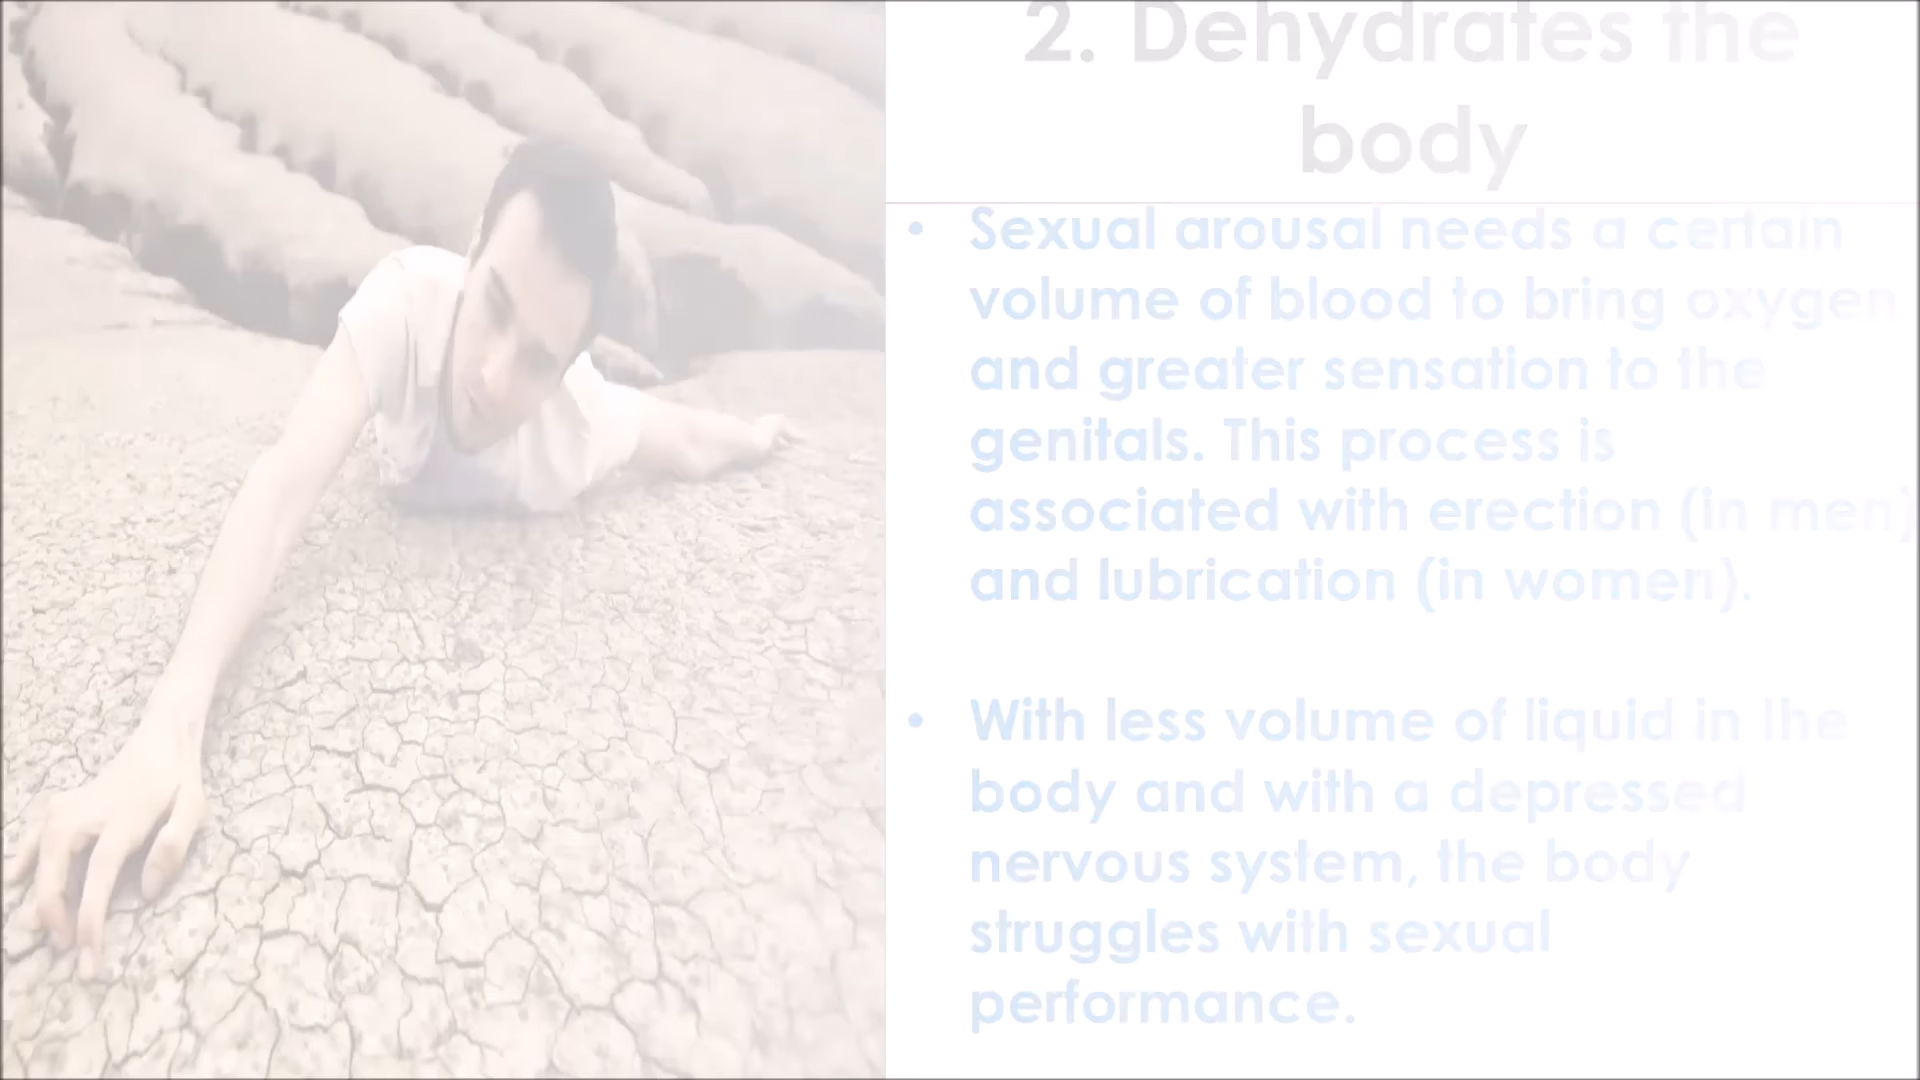 2. Dehydrates the
body
• Sexual arousal needs a certain
volume of blood to bring oxygen
and greater sensation to the
genitals. This process is
associated with erection (in men)
and lubrication (in women).
• With less volume of liquid in the
body and with a depressed
nervous system, the body
struggles with sexual
performance.